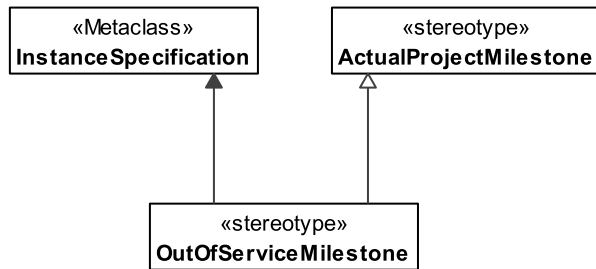 «Metaclass»
InstanceSpecification
«stereotype»
ActualProjectMilestone
«stereotype»
OutOfServiceMilestone